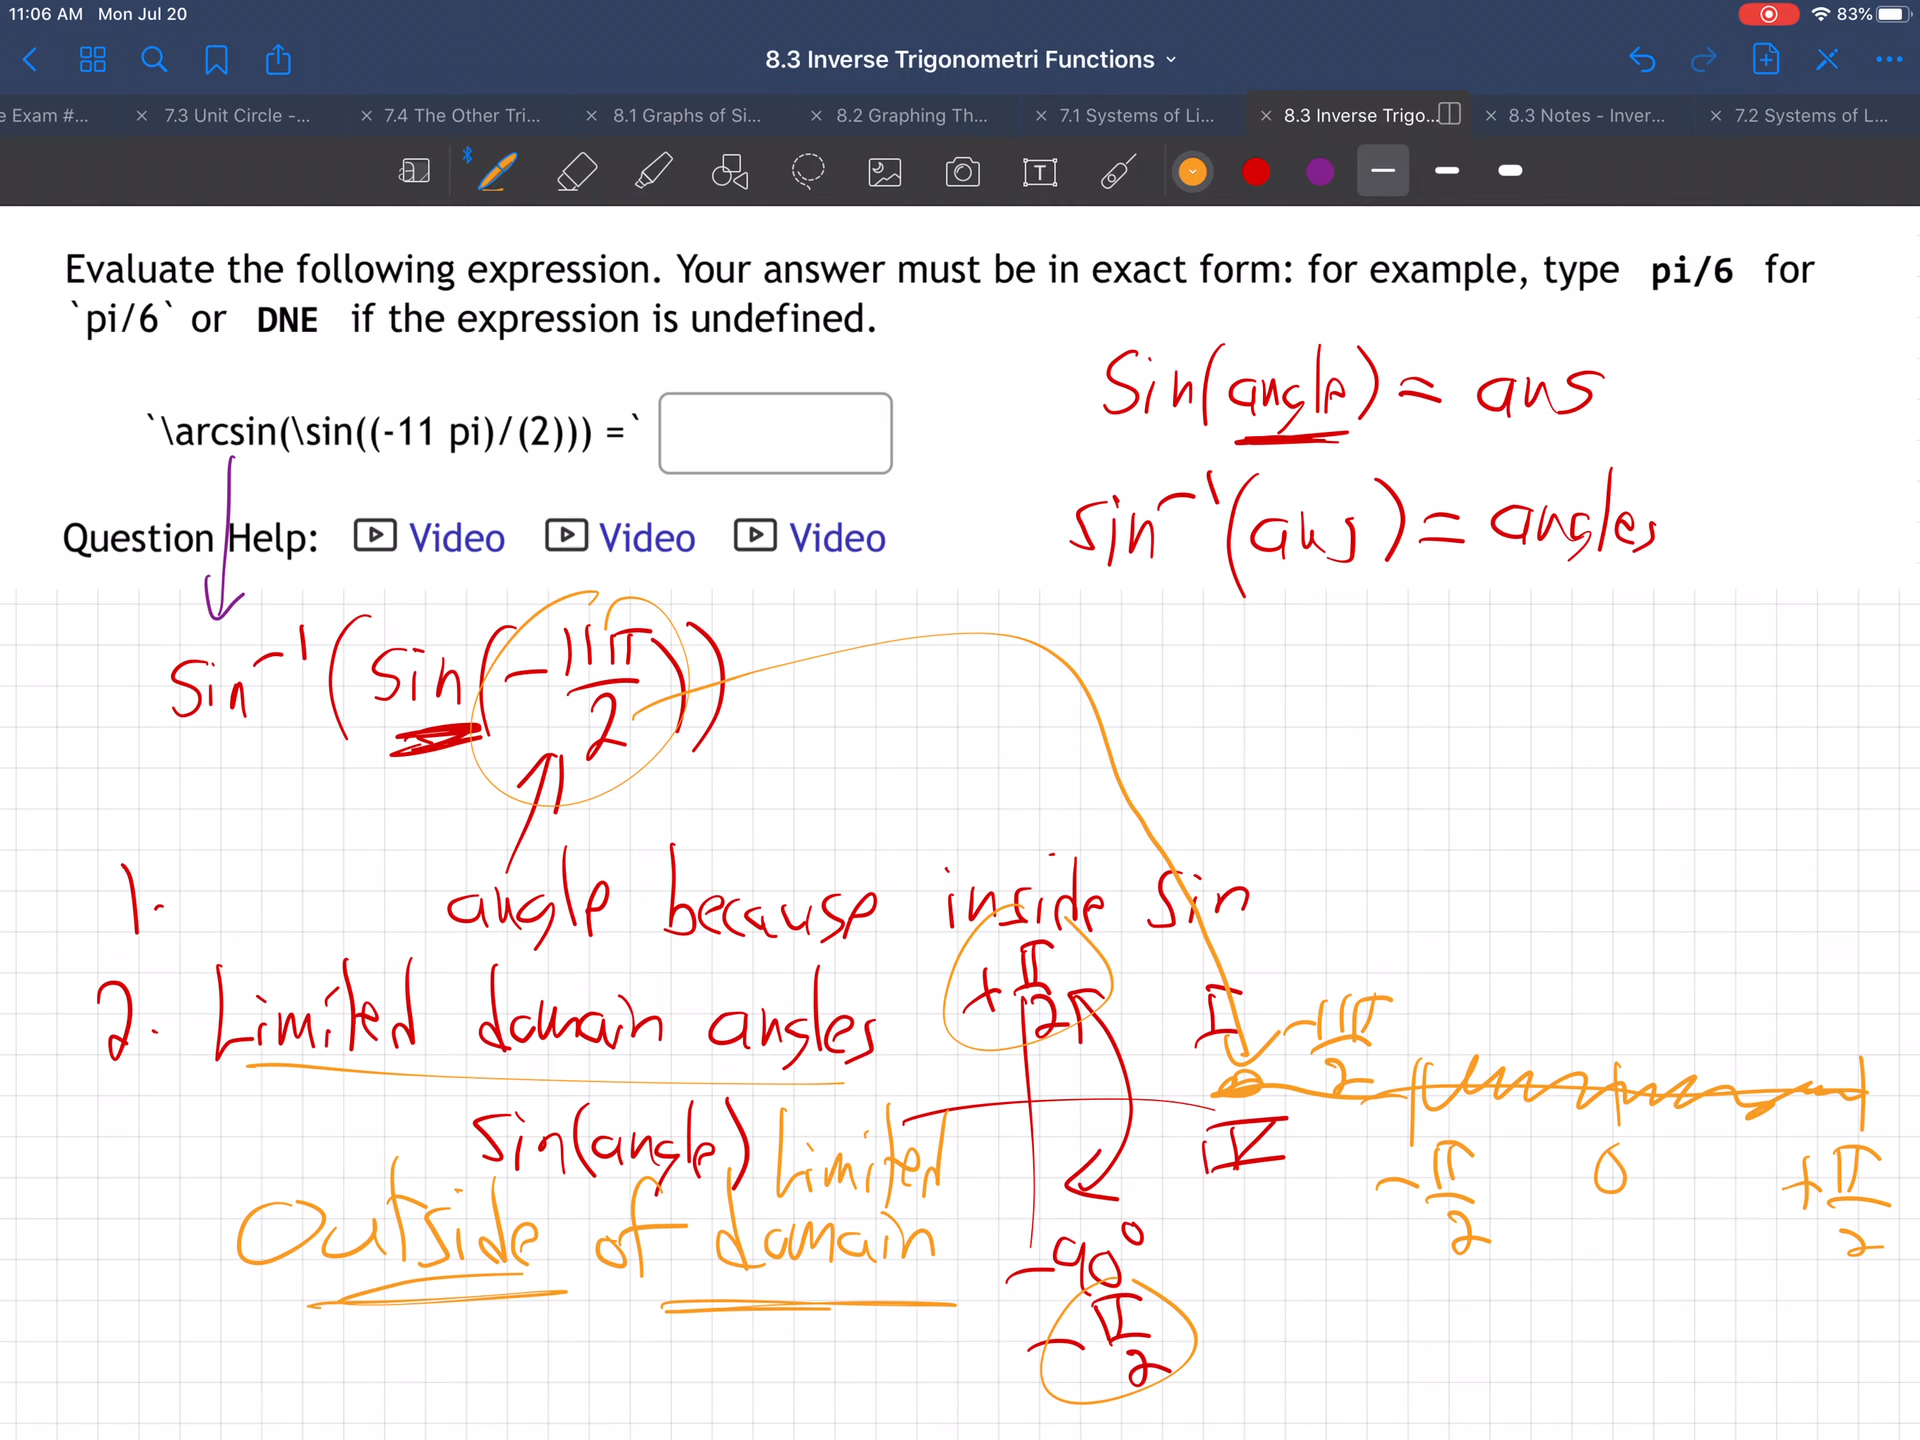 11:06 AM Mon Jul 20
83%
8.3 Inverse Trigonometri Functions
e Exam #...
7.3 Unit Circle -...
7.4 The Other Tri...
8.1 Graphs of Si...
8.2 Graphing Th...
7.1 Systems of Li...
8.3 Inverse Trigo...
8.3 Notes - Inver...
7.2 Systems of L...
T
Evaluate the following expression. Your answer must be in exact form: for example, type pi/6 for
`pi/6` or DNE if the expression is undefined.
Sin(angle) = ans
`\arcsin(\sin((-11 pi)/(2))) =`
sin⁻¹(ans) = angles
Question Help: Video Video Video
Sin⁻¹(sin(-11π/2))
1. angle because inside Sin
2. Limited domain angles
+π/2
I
-11π/2
sin(angle) Limited
IV
-π/2 0 +π/2
Outside of domain
-90°
-π/2